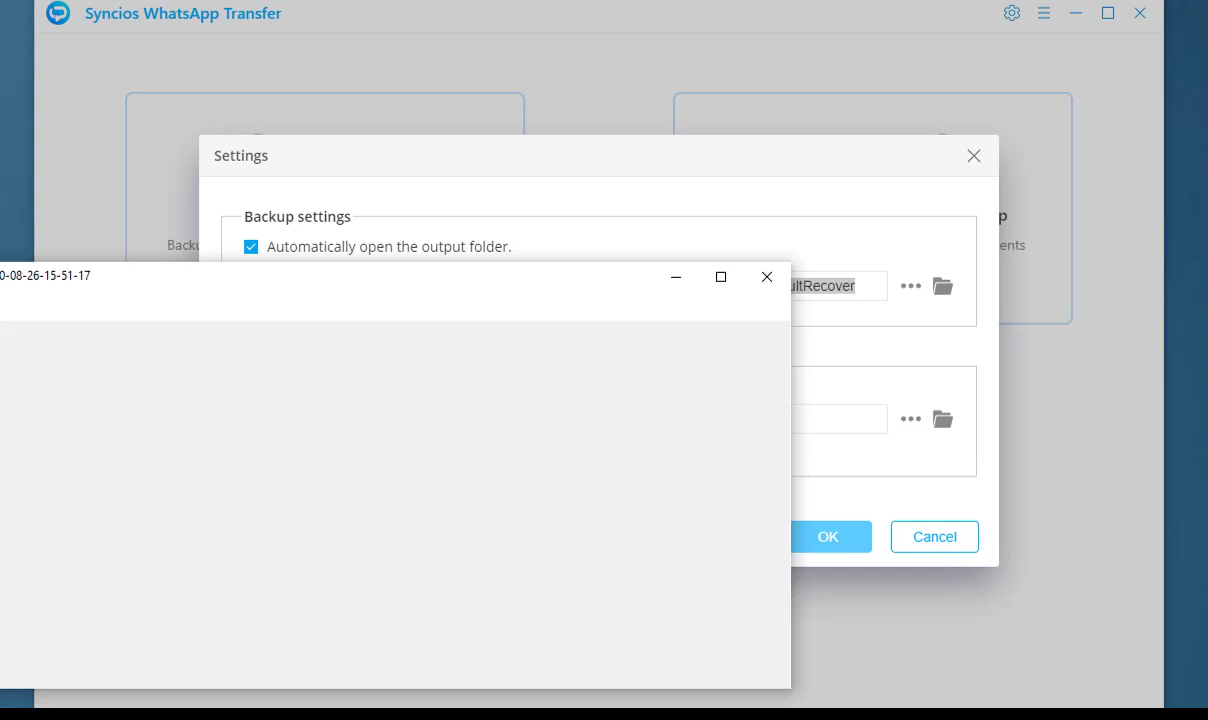 Syncios WhatsApp Transfer
Settings
Backup settings
Automatically open the output folder.
Backu
ents
0-08-26-15-51-17
ultRecover
OK
Cancel